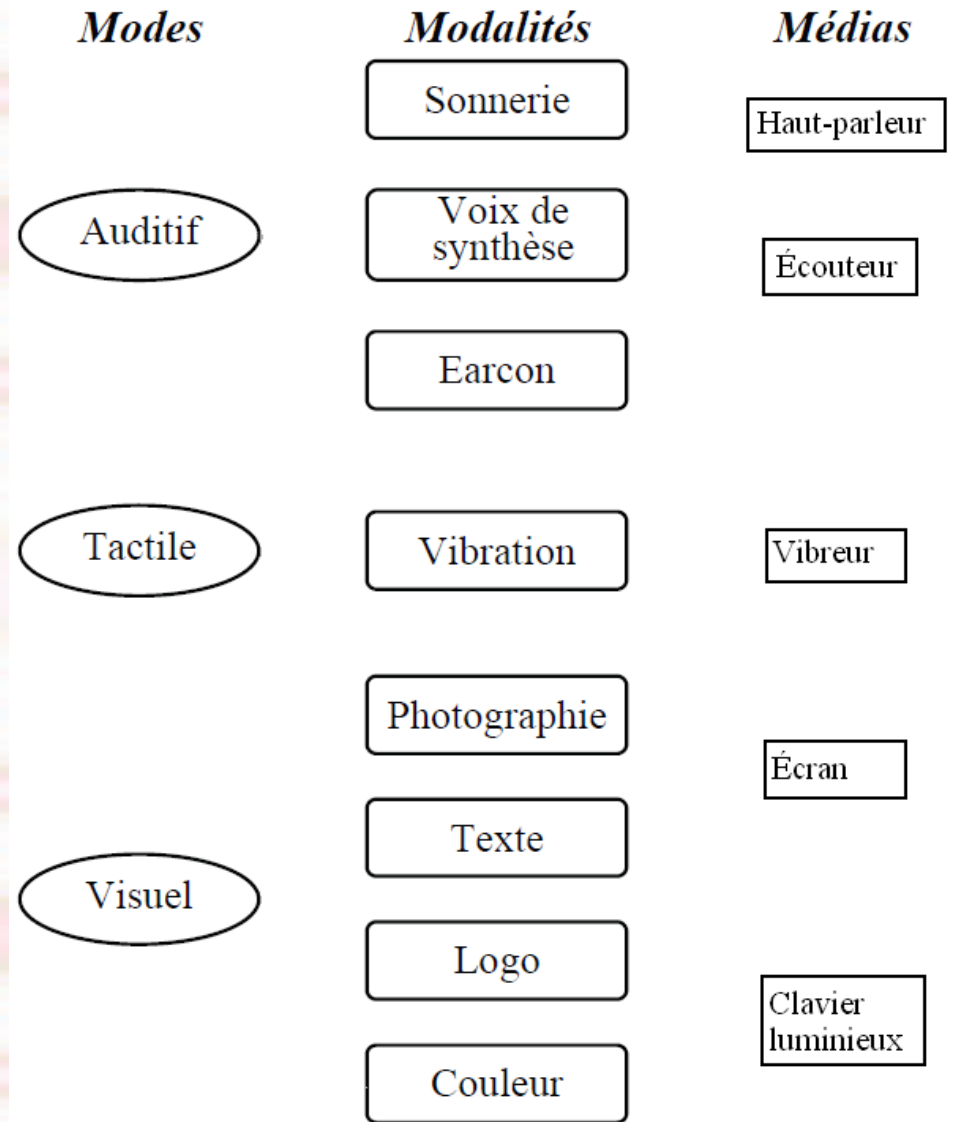 Modes Modalités Médias
Sonnerie
Haut-parleur
Auditif
Voix de
synthèse
Écouteur
Earcon
Tactile
Vibration
Vibreur
Photographie
Écran
Texte
Visuel
Logo
Clavier
luminieux
Couleur